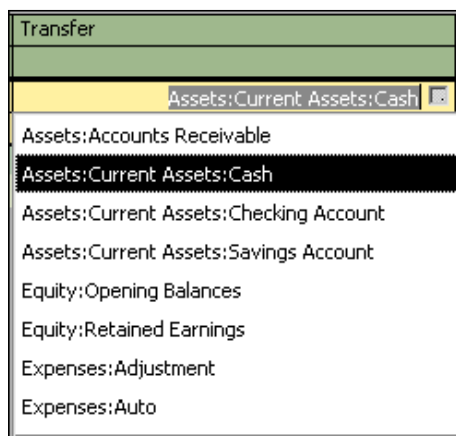 Transfer
Assets:Current Assets:Cash
Assets:Accounts Receivable
Assets:Current Assets:Cash
Assets:Current Assets:Checking Account
Assets:Current Assets:Savings Account
Equity:Opening Balances
Equity:Retained Earnings
Expenses:Adjustment
Expenses:Auto